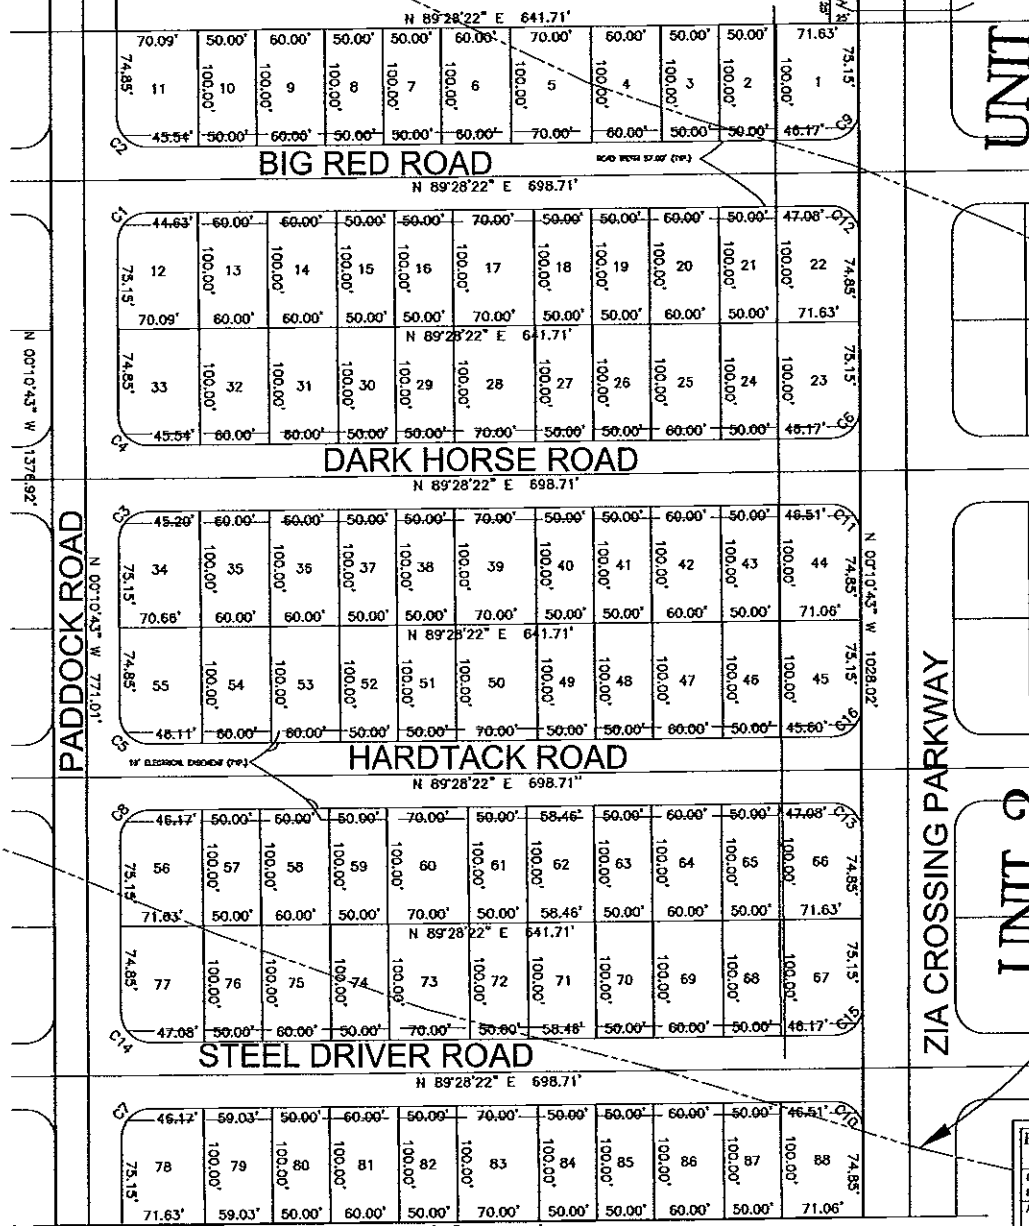 N 89°28'22" E 641.71'
25'
70.09' 50.00' 60.00' 50.00' 50.00' 60.00' 70.00' 60.00' 50.00' 50.00' 71.63'
74.85' 11 100.00' 10 100.00' 9 100.00' 8 100.00' 7 100.00' 6 100.00' 5 100.00' 4 100.00' 3 100.00' 2 100.00' 1 75.15'
UNIT
C2 45.54' 50.00' 60.00' 50.00' 50.00' 60.00' 70.00' 60.00' 50.00' 50.00' 46.17' C9
BIG RED ROAD
N 89°28'22" E 698.71'
C1 44.63' 60.00' 60.00' 50.00' 50.00' 70.00' 50.00' 50.00' 60.00' 50.00' 47.08' C12
75.15' 12 100.00' 13 100.00' 14 100.00' 15 100.00' 16 100.00' 17 100.00' 18 100.00' 19 100.00' 20 100.00' 21 100.00' 22 74.85'
70.09' 60.00' 60.00' 50.00' 50.00' 70.00' 50.00' 50.00' 60.00' 50.00' 71.63'
N 89°28'22" E 641.71'
74.85' 33 100.00' 32 100.00' 31 100.00' 30 100.00' 29 100.00' 28 100.00' 27 100.00' 26 100.00' 25 100.00' 24 100.00' 23 75.15'
N 00°10'43" W 1376.92'
C4 45.54' 60.00' 60.00' 50.00' 50.00' 70.00' 50.00' 50.00' 60.00' 50.00' 46.17' C6
DARK HORSE ROAD
N 89°28'22" E 698.71'
C3 45.20' 60.00' 60.00' 50.00' 50.00' 70.00' 50.00' 50.00' 60.00' 50.00' 46.51' C11
75.15' 34 100.00' 35 100.00' 36 100.00' 37 100.00' 38 100.00' 39 100.00' 40 100.00' 41 100.00' 42 100.00' 43 100.00' 44 74.85'
70.66' 60.00' 60.00' 50.00' 50.00' 70.00' 50.00' 50.00' 60.00' 50.00' 71.06'
N 89°28'22" E 641.71'
PADDOCK ROAD
N 00°10'43" W 771.01'
N 00°10'43" W 1028.02'
74.85' 55 100.00' 54 100.00' 53 100.00' 52 100.00' 51 100.00' 50 100.00' 49 100.00' 48 100.00' 47 100.00' 46 100.00' 45 75.15'
C5 46.11' 60.00' 60.00' 50.00' 50.00' 70.00' 50.00' 50.00' 60.00' 50.00' 45.60' C16
HARDTACK ROAD
N 89°28'22" E 698.71"
ZIA CROSSING PARKWAY
C8 46.17' 50.00' 60.00' 50.00' 70.00' 50.00' 58.46' 50.00' 60.00' 50.00' 47.08' C13
75.15' 56 100.00' 57 100.00' 58 100.00' 59 100.00' 60 100.00' 61 100.00' 62 100.00' 63 100.00' 64 100.00' 65 100.00' 66 74.85'
71.63' 50.00' 60.00' 50.00' 70.00' 50.00' 58.46' 50.00' 60.00' 50.00' 71.63'
N 89°28'22" E 641.71'
74.85' 77 100.00' 76 100.00' 75 100.00' 74 100.00' 73 100.00' 72 100.00' 71 100.00' 70 100.00' 69 100.00' 68 100.00' 67 75.15'
C14 47.08' 50.00' 60.00' 50.00' 70.00' 50.00' 58.46' 50.00' 60.00' 50.00' 46.17' C15
STEEL DRIVER ROAD
N 89°28'22" E 698.71'
C7 46.17' 59.03' 50.00' 60.00' 50.00' 70.00' 50.00' 50.00' 60.00' 50.00' 46.51' C10
75.15' 78 100.00' 79 100.00' 80 100.00' 81 100.00' 82 100.00' 83 100.00' 84 100.00' 85 100.00' 86 100.00' 87 100.00' 88 74.85'
71.63' 59.03' 50.00' 60.00' 50.00' 70.00' 50.00' 50.00' 60.00' 50.00' 71.06'